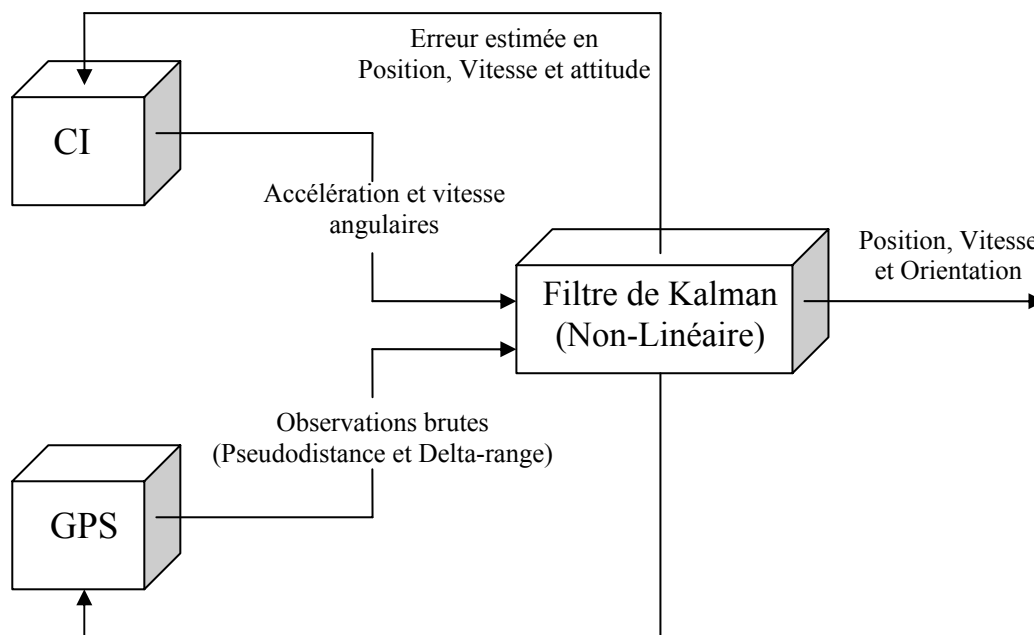 Erreur estimée en
Position, Vitesse et attitude
CI
Accélération et vitesse
angulaires
Position, Vitesse
et Orientation
Filtre de Kalman
(Non-Linéaire)
Observations brutes
(Pseudodistance et Delta-range)
GPS